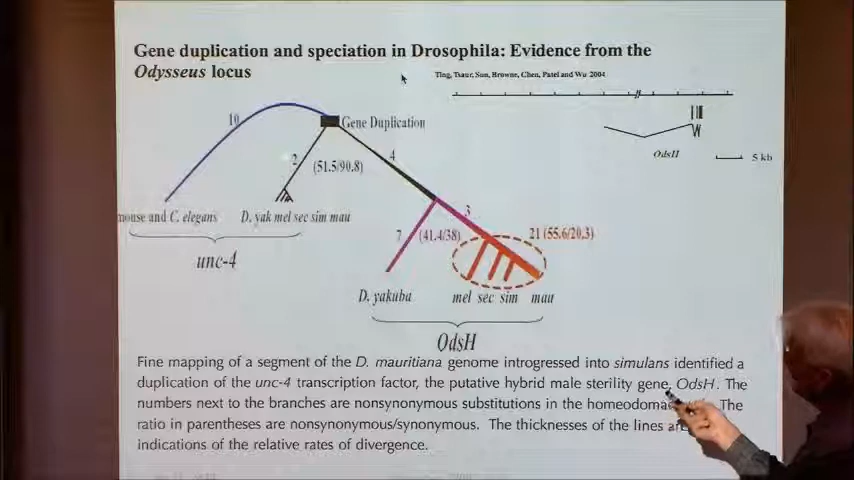 Gene duplication and speciation in Drosophila: Evidence from the
Odysseus locus
Ting, Tsaur, Sun, Browne, Chen, Patel and Wu 2004
10
Gene Duplication
2
(51.5/90.8)
4
OdsH
5 kb
mouse and C. elegans
D. yak mel sec sim mau
3
7
(41.4/38)
21 (55.6/20.3)
unc-4
D. yakuba
mel sec sim mau
OdsH
Fine mapping of a segment of the D. mauritiana genome introgressed into simulans identified a
duplication of the unc-4 transcription factor, the putative hybrid male sterility gene, OdsH. The
numbers next to the branches are nonsynonymous substitutions in the The
ratio in parentheses are nonsynonymous/synonymous. The thicknesses of the lines
indications of the relative rates of divergence.